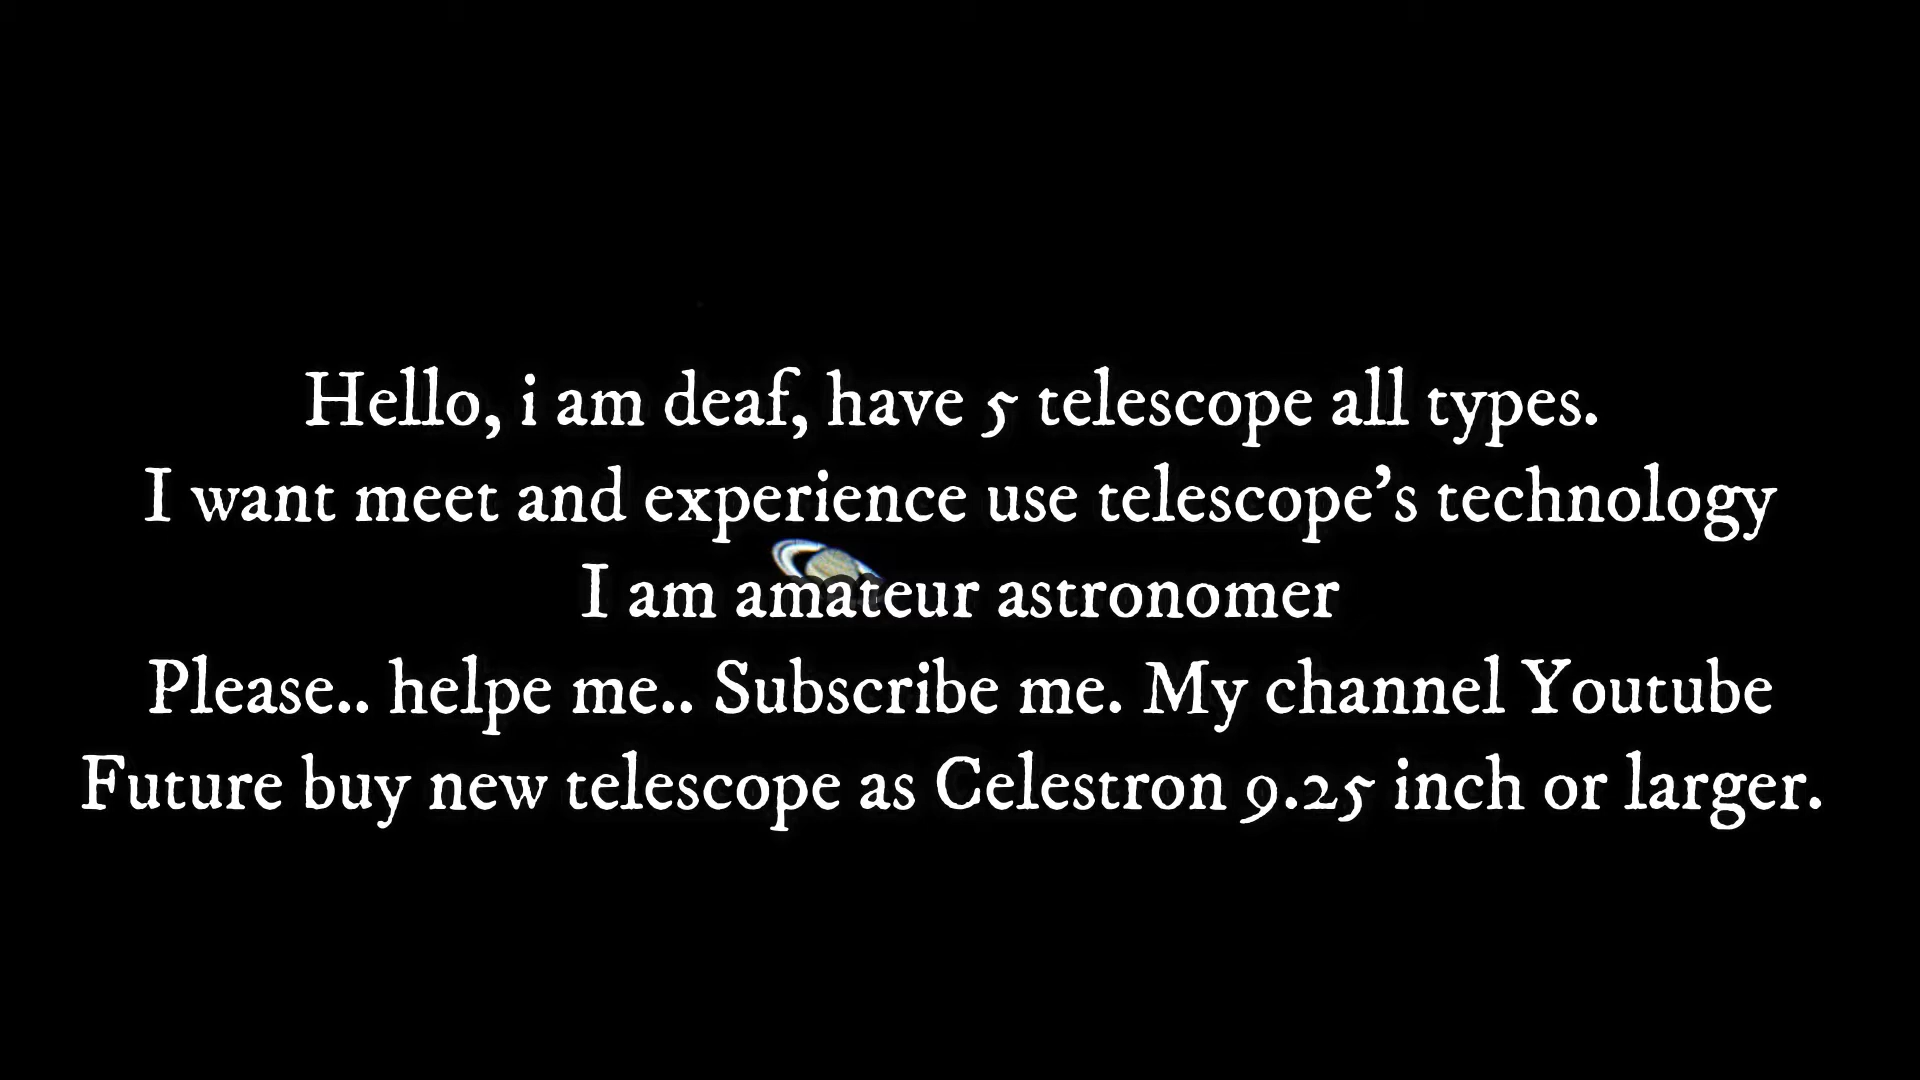 Hello, i am deaf, have 5 telescope all types.
I want meet and experience use telescope’s technology
I am amateur astronomer
Please.. helpe me.. Subscribe me. My channel Youtube
Future buy new telescope as Celestron 9.25 inch or larger.